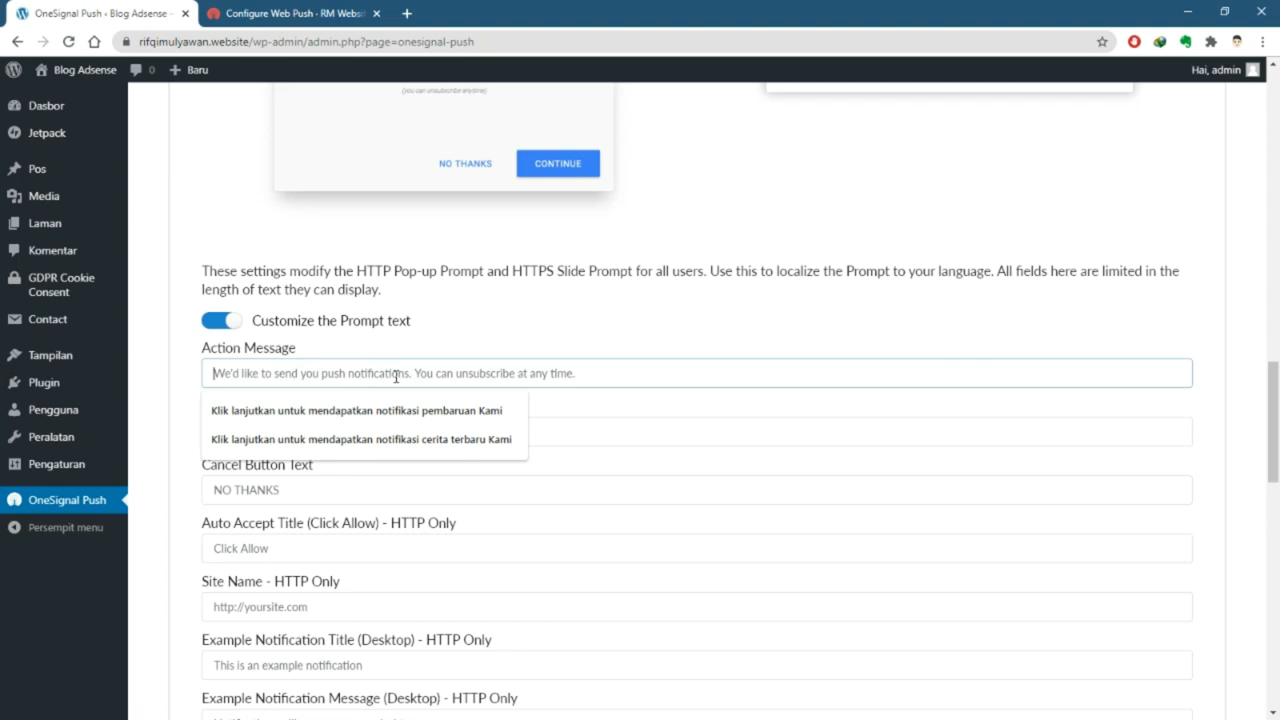 OneSignal Push ‹ Blog Adsense –
Configure Web Push · RM Websi
rifqimulyawan.website/wp-admin/admin.php?page=onesignal-push
Blog Adsense
0
Baru
Hai, admin
Dasbor
Jetpack
Pos
Media
Laman
Komentar
GDPR Cookie
Consent
Contact
Tampilan
Plugin
Pengguna
Peralatan
Pengaturan
OneSignal Push
Persempit menu
(you can unsubscribe anytime)
NO THANKS
CONTINUE
These settings modify the HTTP Pop-up Prompt and HTTPS Slide Prompt for all users. Use this to localize the Prompt to your language. All fields here are limited in the
length of text they can display.
Customize the Prompt text
Action Message
We'd like to send you push notifications. You can unsubscribe at any time.
Klik lanjutkan untuk mendapatkan notifikasi pembaruan Kami
Klik lanjutkan untuk mendapatkan notifikasi cerita terbaru Kami
Cancel Button Text
NO THANKS
Auto Accept Title (Click Allow) - HTTP Only
Click Allow
Site Name - HTTP Only
http://yoursite.com
Example Notification Title (Desktop) - HTTP Only
This is an example notification
Example Notification Message (Desktop) - HTTP Only